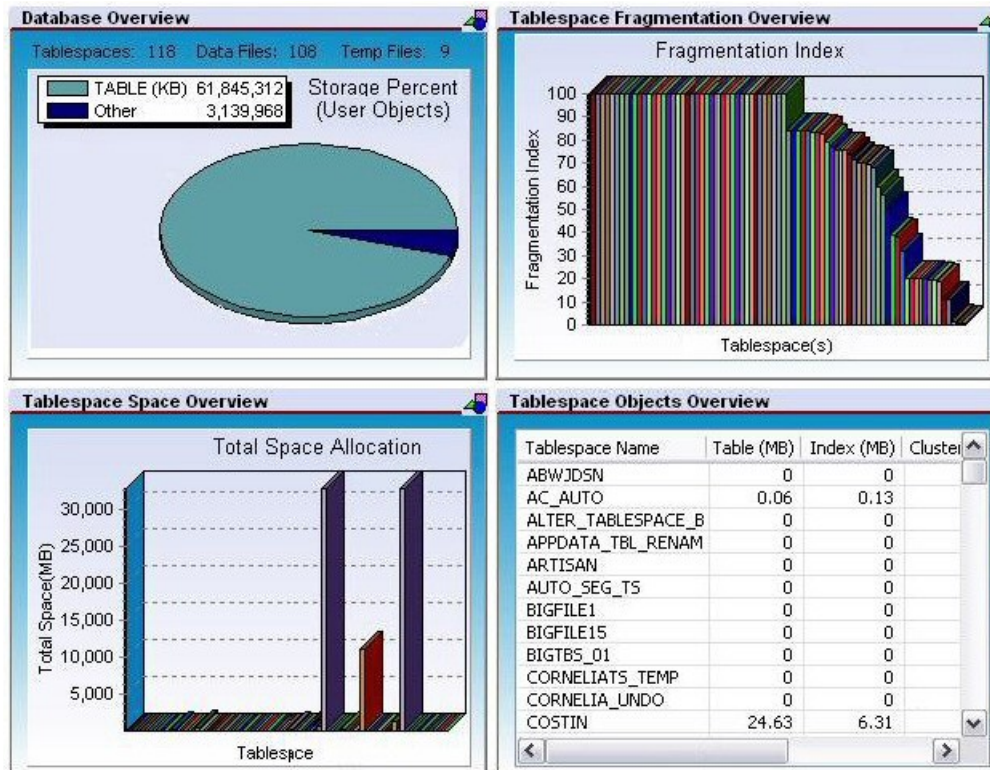 Database Overview
Tablespaces: 118 Data Files: 108 Temp Files: 9
TABLE (KB) 61,845,312
Other 3,139,968
Storage Percent
(User Objects)
Tablespace Fragmentation Overview
Fragmentation Index
Fragmentation Index
100
90
80
70
60
50
40
30
20
10
0
Tablespace(s)
Tablespace Space Overview
Total Space Allocation
Total Space(MB)
30,000
25,000
20,000
15,000
10,000
5,000
Tablespace
Tablespace Objects Overview
Tablespace Name Table (MB) Index (MB) Cluster
ABWJDSN 0 0
AC_AUTO 0.06 0.13
ALTER_TABLESPACE_B 0 0
APPDATA_TBL_RENAM 0 0
ARTISAN 0 0
AUTO_SEG_TS 0 0
BIGFILE1 0 0
BIGFILE15 0 0
BIGTBS_01 0 0
CORNELIATS_TEMP 0 0
CORNELIA_UNDO 0 0
COSTIN 24.63 6.31